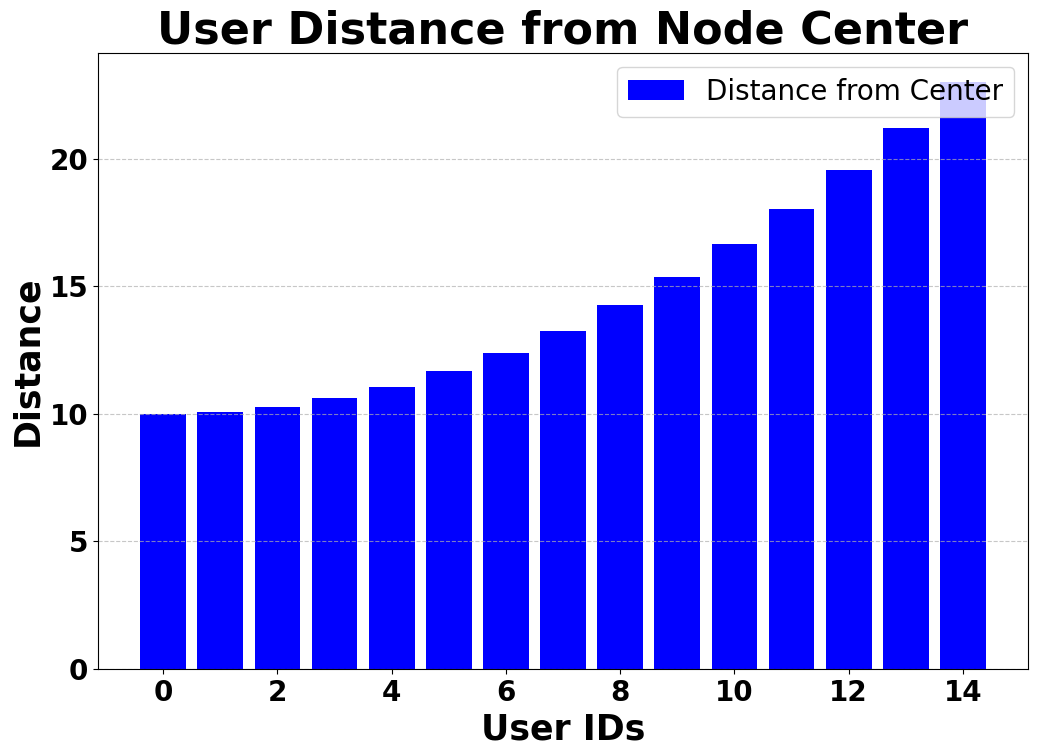 User Distance from Node Center
Distance from Center
20
15
10
5
0
Distance
0 2 4 6 8 10 12 14
User IDs